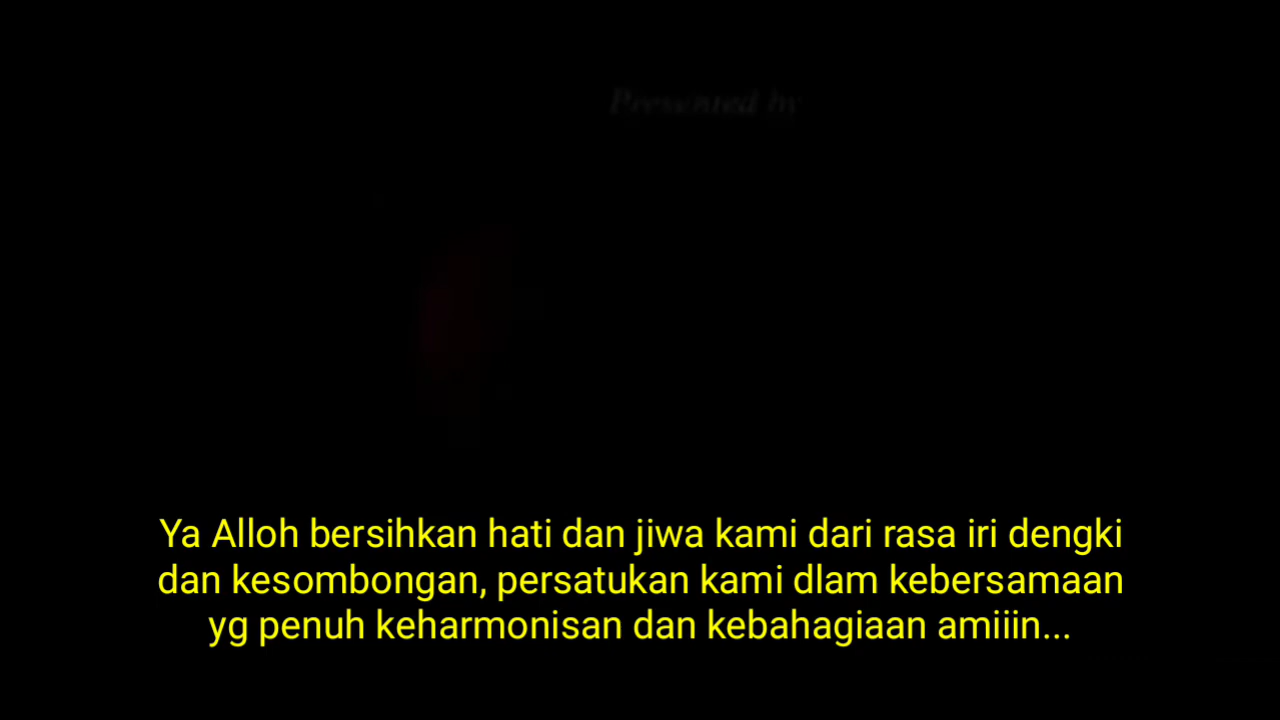 Presented by
Ya Alloh bersihkan hati dan jiwa kami dari rasa iri dengki
dan kesombongan, persatukan kami dlam kebersamaan
yg penuh keharmonisan dan kebahagiaan amiiin...